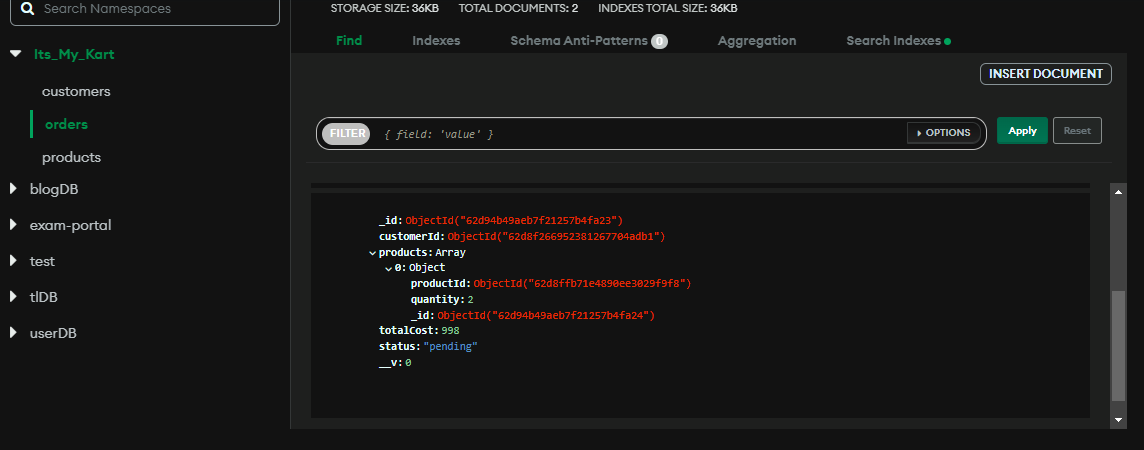 Search Namespaces
Its_My_Kart
customers
orders
products
blogDB
exam-portal
test
tlDB
userDB
STORAGE SIZE: 36KB TOTAL DOCUMENTS: 2 INDEXES TOTAL SIZE: 36KB
Find Indexes Schema Anti-Patterns 0 Aggregation Search Indexes
INSERT DOCUMENT
FILTER { field: 'value' } OPTIONS Apply Reset
_id: ObjectId("62d94b49aeb7f21257b4fa23")
customerId: ObjectId("62d8f266952381267704adb1")
products: Array
0: Object
productId: ObjectId("62d8ffb71e4890ee3029f9f8")
quantity: 2
_id: ObjectId("62d94b49aeb7f21257b4fa24")
totalCost: 998
status: "pending"
__v: 0